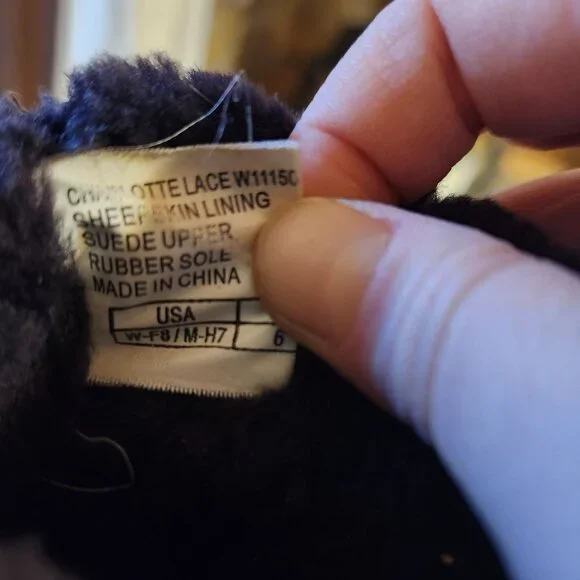 CHARLOTTE LACE W1115C
SHEEPSKIN LINING
SUEDE UPPER
RUBBER SOLE
MADE IN CHINA
USA
W-F8 / M-H7 6